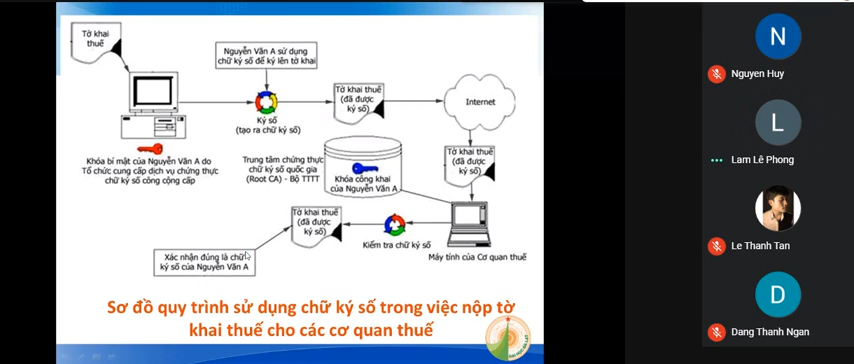 Tờ khai
thuế
Nguyễn Văn A sử dụng
chữ ký số để ký lên tờ khai
Ký số
(tạo ra chữ ký số)
Tờ khai thuế
(đã được
ký số)
Internet
Khóa bí mật của Nguyễn Văn A do
Tổ chức cung cấp dịch vụ chứng thực
chữ ký số công cộng cấp
Trung tâm chứng thực
chữ ký số quốc gia
(Root CA) - Bộ TTTT
Khóa công khai
của Nguyễn Văn A
Tờ khai thuế
(đã được
ký số)
Tờ khai thuế
(đã được
ký số)
Kiểm tra chữ ký số
Máy tính của Cơ quan thuế
Xác nhận đúng là chữ
ký số của Nguyễn Văn A
Sơ đồ quy trình sử dụng chữ ký số trong việc nộp tờ
khai thuế cho các cơ quan thuế
N
Nguyen Huy
L
Lam Lê Phong
Le Thanh Tan
D
Dang Thanh Ngan